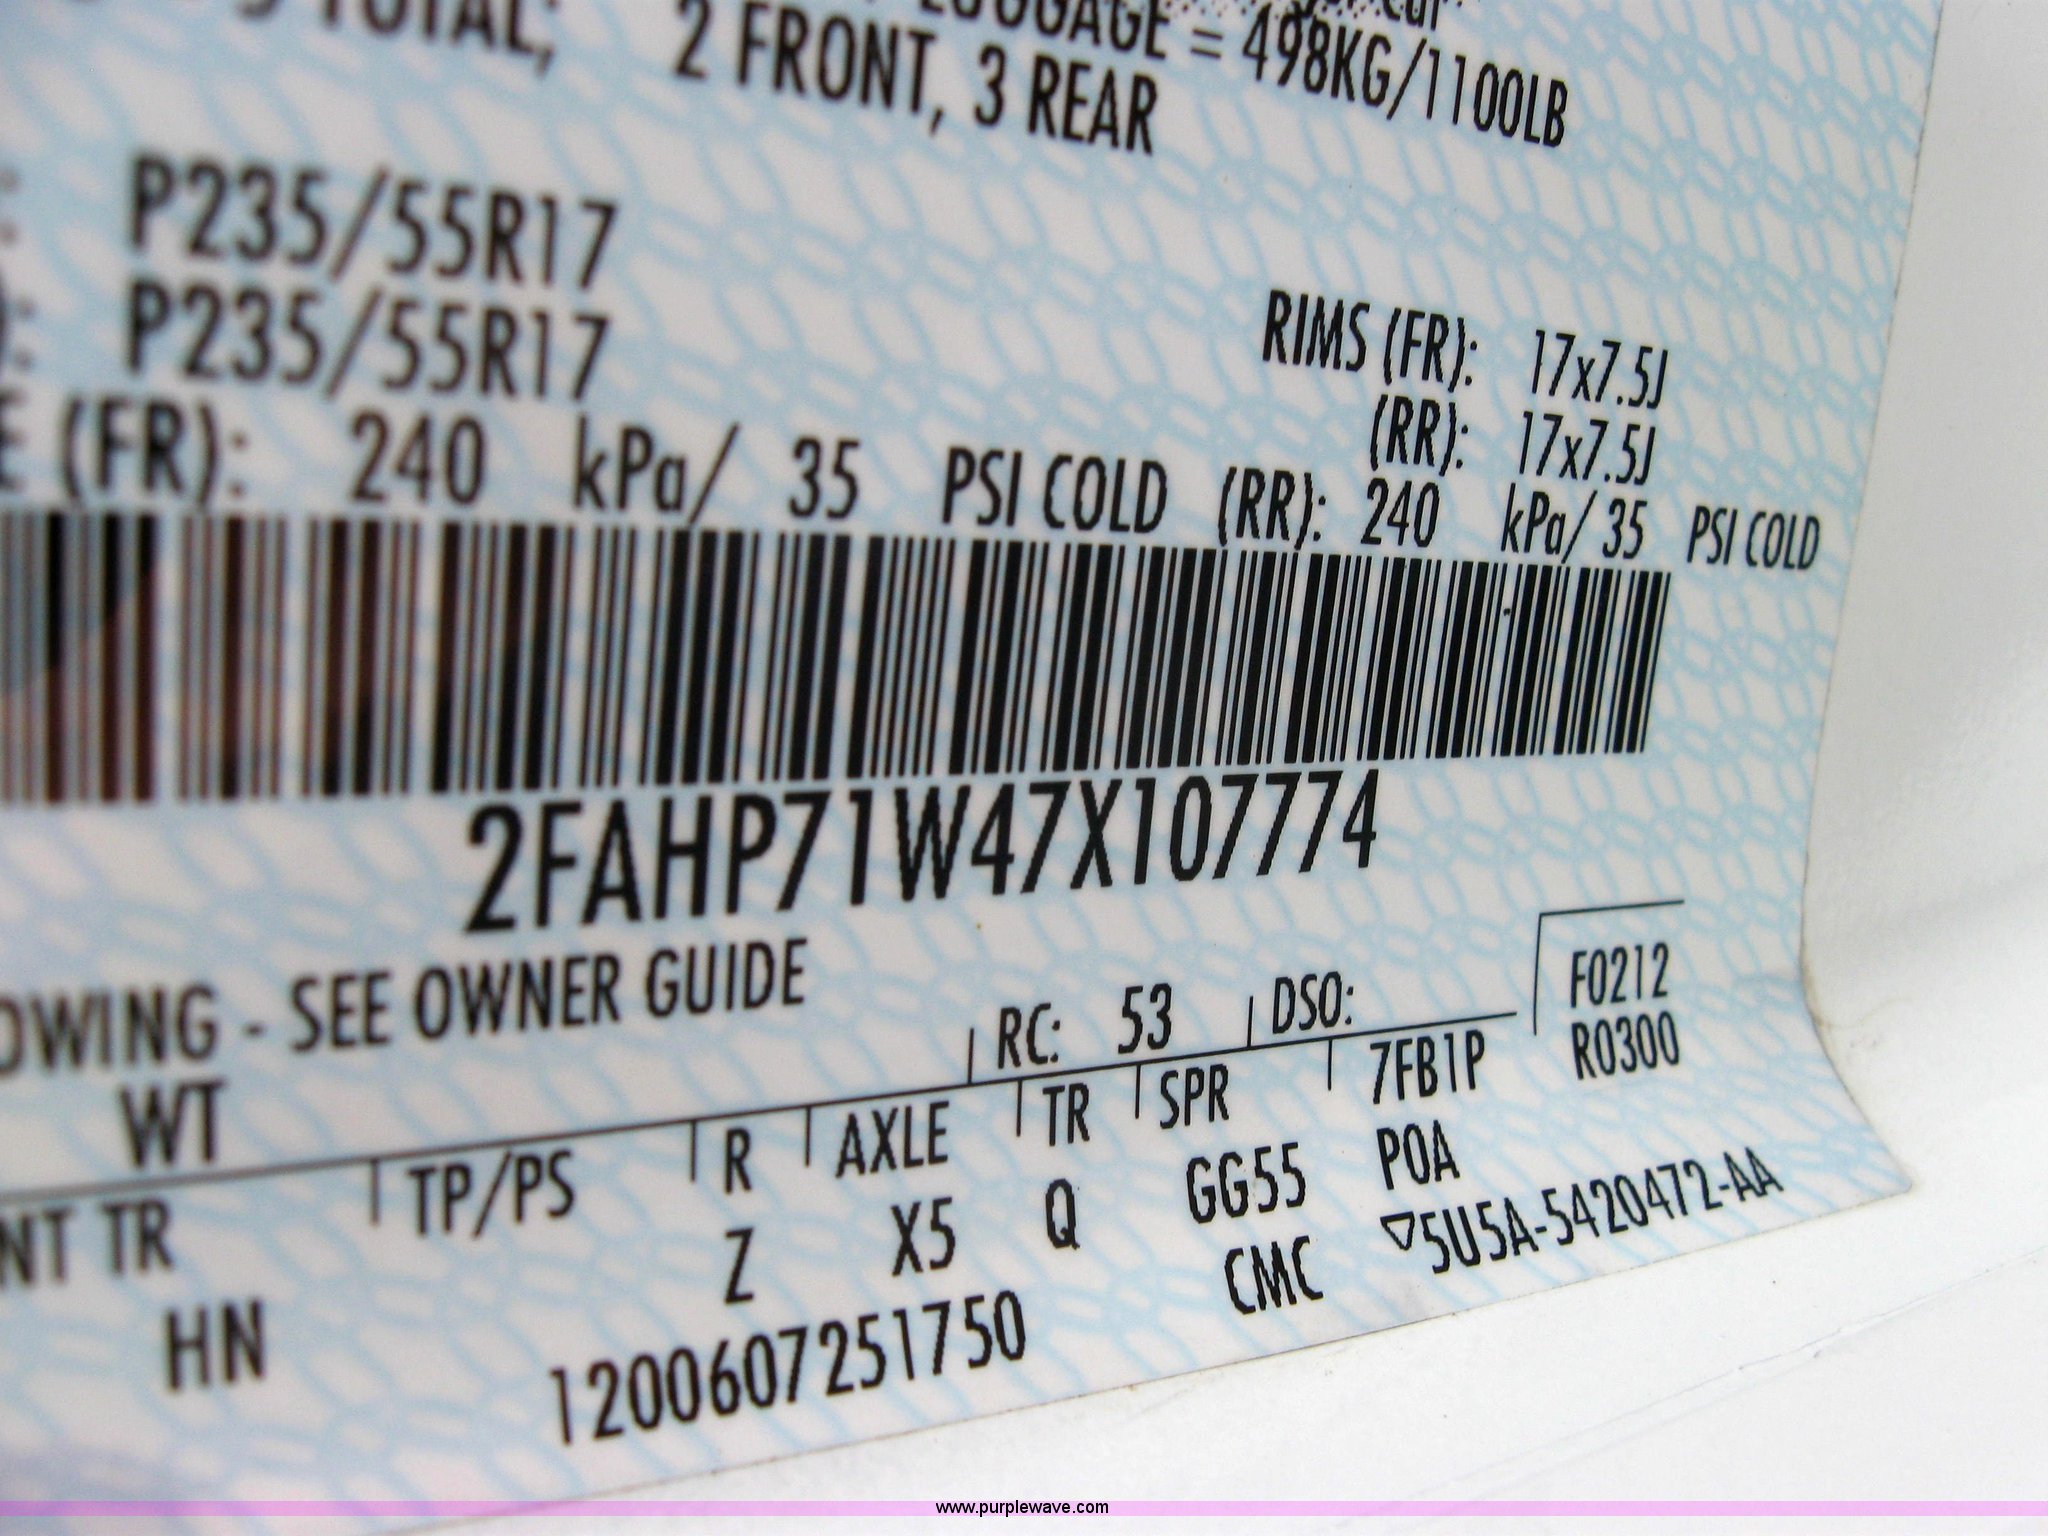 TOTAL; 2 FRONT, 3 REAR
LUGGAGE = 498KG/1100LB
P235/55R17
P235/55R17
RIMS (FR): 17x7.5J
(RR): 17x7.5J
(FR): 240 kPa/ 35 PSI COLD (RR): 240 kPa/ 35 PSI COLD
2FAHP71W47X107774
OWING - SEE OWNER GUIDE
WT
RC: 53 DSO:
F0212
R0300
NT TR TP/PS R AXLE TR SPR 7FB1P
HN Z X5 Q GG55 POA
1200607251750 CMC ▽5U5A-5420472-AA
www.purplewave.com